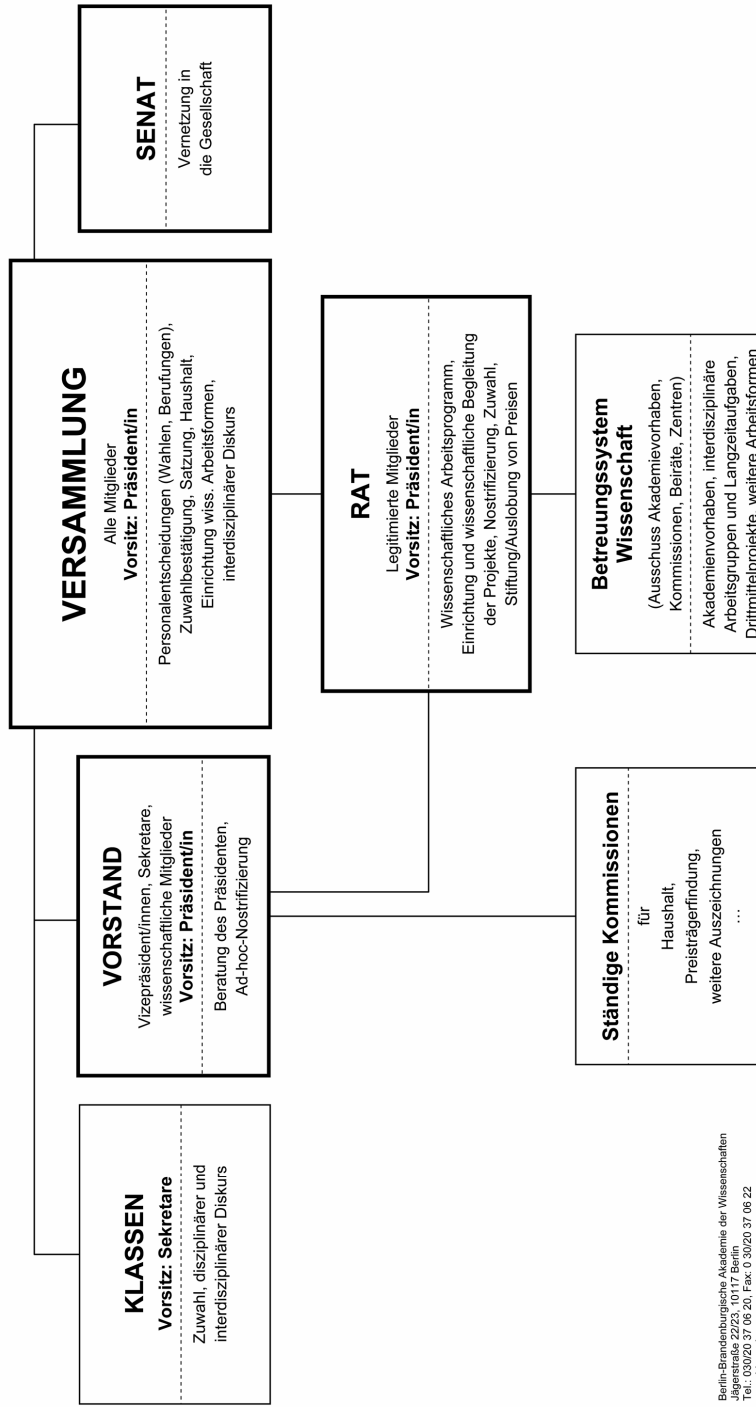 KLASSEN
Vorsitz: Sekretare
Zuwahl, disziplinärer und
interdisziplinärer Diskurs
VORSTAND
Vizepräsident/innen, Sekretare,
wissenschaftliche Mitglieder
Vorsitz: Präsident/in
Beratung des Präsidenten,
Ad-hoc-Nostrifizierung
VERSAMMLUNG
Alle Mitglieder
Vorsitz: Präsident/in
Personalentscheidungen (Wahlen, Berufungen),
Zuwahlbestätigung, Satzung, Haushalt,
Einrichtung wiss. Arbeitsformen,
interdisziplinärer Diskurs
SENAT
Vernetzung in
die Gesellschaft
RAT
Legitimierte Mitglieder
Vorsitz: Präsident/in
Wissenschaftliches Arbeitsprogramm,
Einrichtung und wissenschaftliche Begleitung
der Projekte, Nostrifizierung, Zuwahl,
Stiftung/Auslobung von Preisen
Ständige Kommissionen
für
Haushalt,
Preisträgerfindung,
weitere Auszeichnungen
…
Betreuungssystem
Wissenschaft
(Ausschuss Akademievorhaben,
Kommissionen, Beiräte, Zentren)
Akademienvorhaben, interdisziplinäre
Arbeitsgruppen und Langzeitaufgaben,
Drittmittelprojekte, weitere Arbeitsformen
Berlin-Brandenburgische Akademie der Wissenschaften
Jägerstraße 22/23, 10117 Berlin
Tel.: 030/20 37 06 20, Fax: 0 30/20 37 06 22